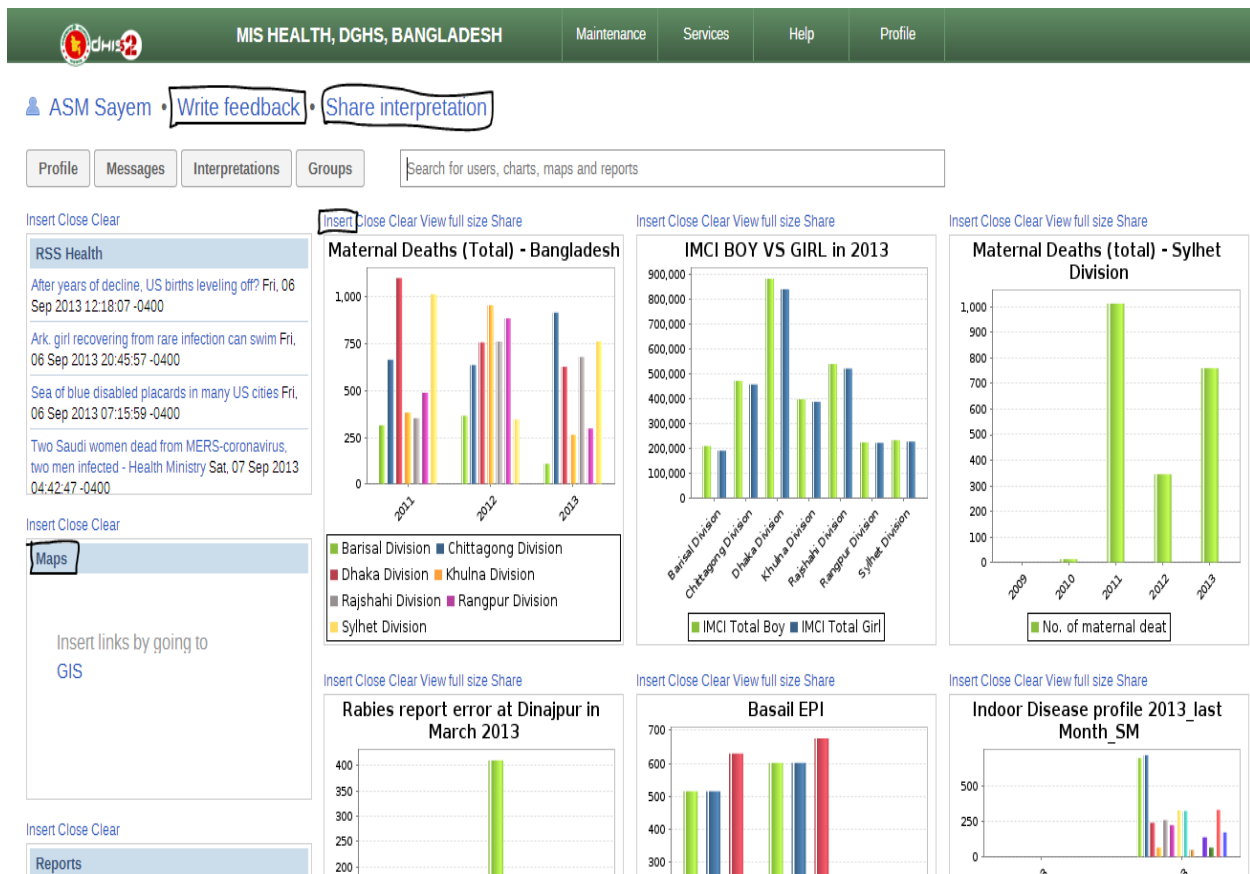 dHIS2
MIS HEALTH, DGHS, BANGLADESH
Maintenance Services Help Profile
ASM Sayem • Write feedback • Share interpretation
Profile Messages Interpretations Groups
Search for users, charts, maps and reports
Insert Close Clear
RSS Health
After years of decline, US births leveling off? Fri, 06
Sep 2013 12:18:07 -0400
Ark. girl recovering from rare infection can swim Fri,
06 Sep 2013 20:45:57 -0400
Sea of blue disabled placards in many US cities Fri,
06 Sep 2013 07:15:59 -0400
Two Saudi women dead from MERS-coronavirus,
two men infected - Health Ministry Sat, 07 Sep 2013
04:42:47 -0400
Insert Close Clear View full size Share
Maternal Deaths (Total) - Bangladesh
1,000
750
500
250
0
2011 2012 2013
Barisal Division Chittagong Division
Dhaka Division Khulna Division
Rajshahi Division Rangpur Division
Sylhet Division
Insert Close Clear View full size Share
IMCI BOY VS GIRL in 2013
900,000
800,000
700,000
600,000
500,000
400,000
300,000
200,000
100,000
0
Barisal Division Chittagong Division Dhaka Division Khulna Division Rajshahi Division Rangpur Division Sylhet Division
IMCI Total Boy IMCI Total Girl
Insert Close Clear View full size Share
Maternal Deaths (total) - Sylhet
Division
1,000
900
800
700
600
500
400
300
200
100
0
2009 2010 2011 2012 2013
No. of maternal deat
Insert Close Clear
Maps
Insert links by going to
GIS
Insert Close Clear
Reports
Insert Close Clear View full size Share
Rabies report error at Dinajpur in
March 2013
400
350
300
250
200
Insert Close Clear View full size Share
Basail EPI
700
600
500
400
300
Insert Close Clear View full size Share
Indoor Disease profile 2013_last
Month_SM
500
250
0